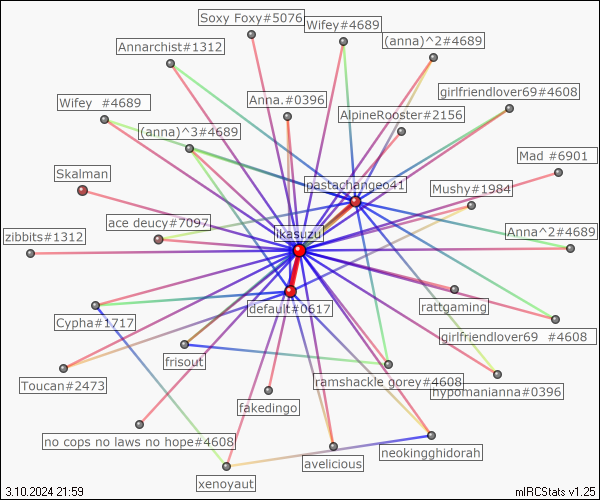 Soxy Foxy#5076
Wifey#4689
Annarchist#1312
(anna)^2#4689
girlfriendlover69#4608
Wifey  #4689
Anna.#0396
AlpineRooster#2156
(anna)^3#4689
Mad #6901
Skalman
pastachangeo41
Mushy#1984
ace deucy#7097
Anna^2#4689
zibbits#1312
ikasuzu
default#0617
rattgaming
Cypha#1717
girlfriendlover69  #4608
frisout
ramshackle gorey#4608
Toucan#2473
hypomanianna#0396
fakedingo
no cops no laws no hope#4608
neokingghidorah
avelicious
xenoyaut
3.10.2024 21:59
mIRCStats v1.25